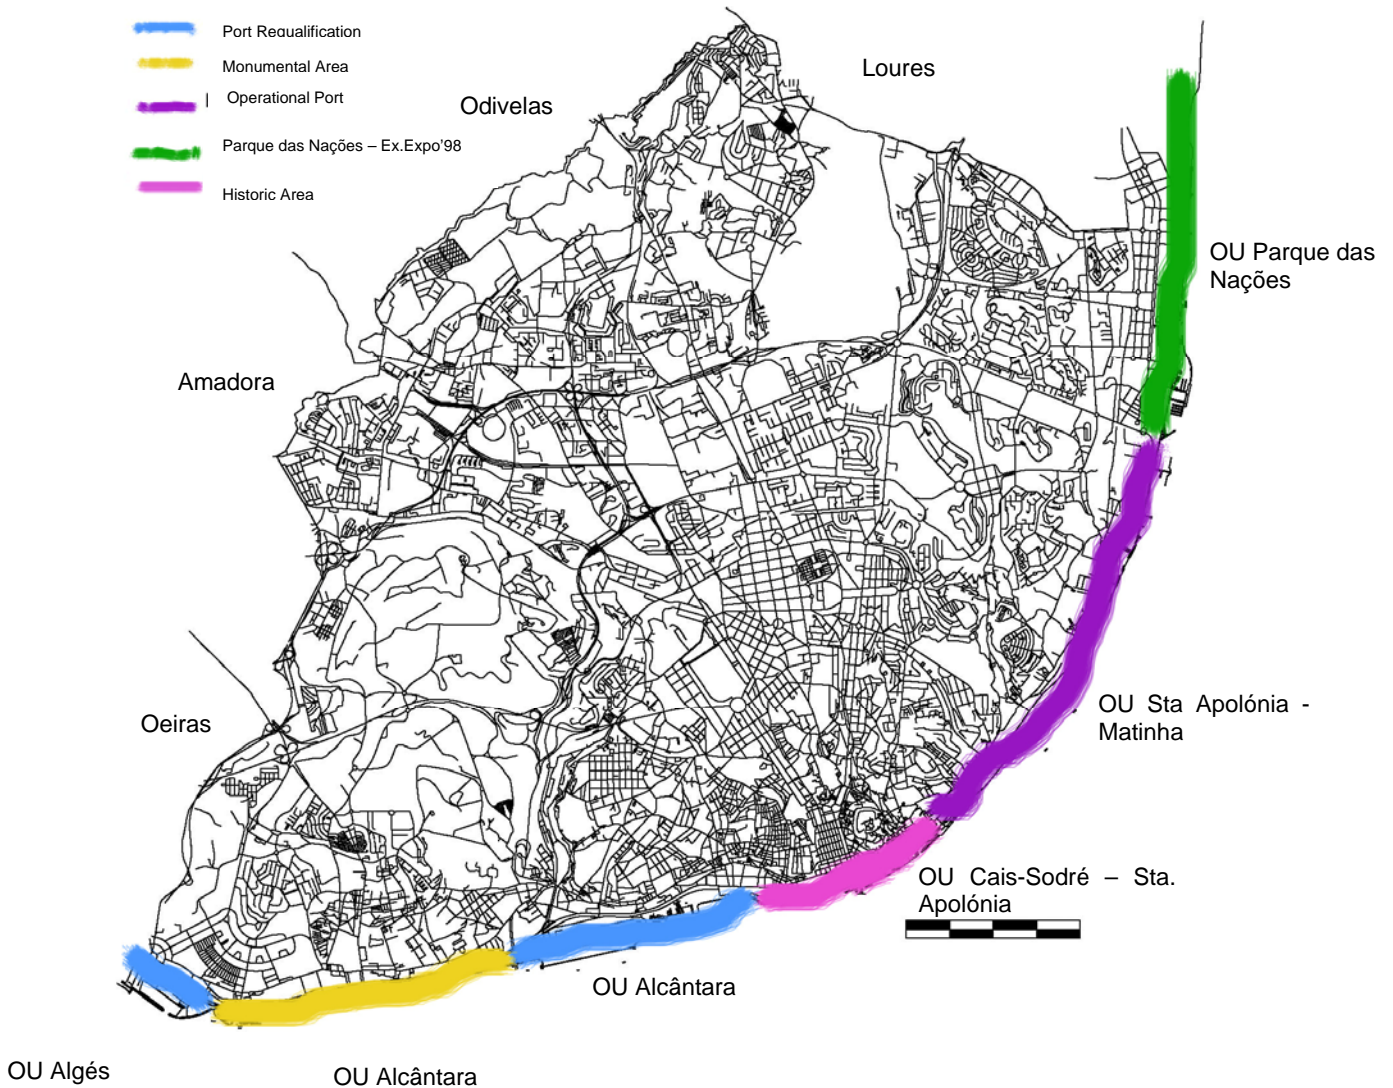 Port Requalification
Monumental Area
Operational Port
Parque das Nações – Ex.Expo'98
Historic Area
Loures
Odivelas
OU Parque das
Nações
Amadora
Oeiras
OU Sta Apolónia -
Matinha
OU Cais-Sodré – Sta.
Apolónia
OU Alcântara
OU Algés
OU Alcântara